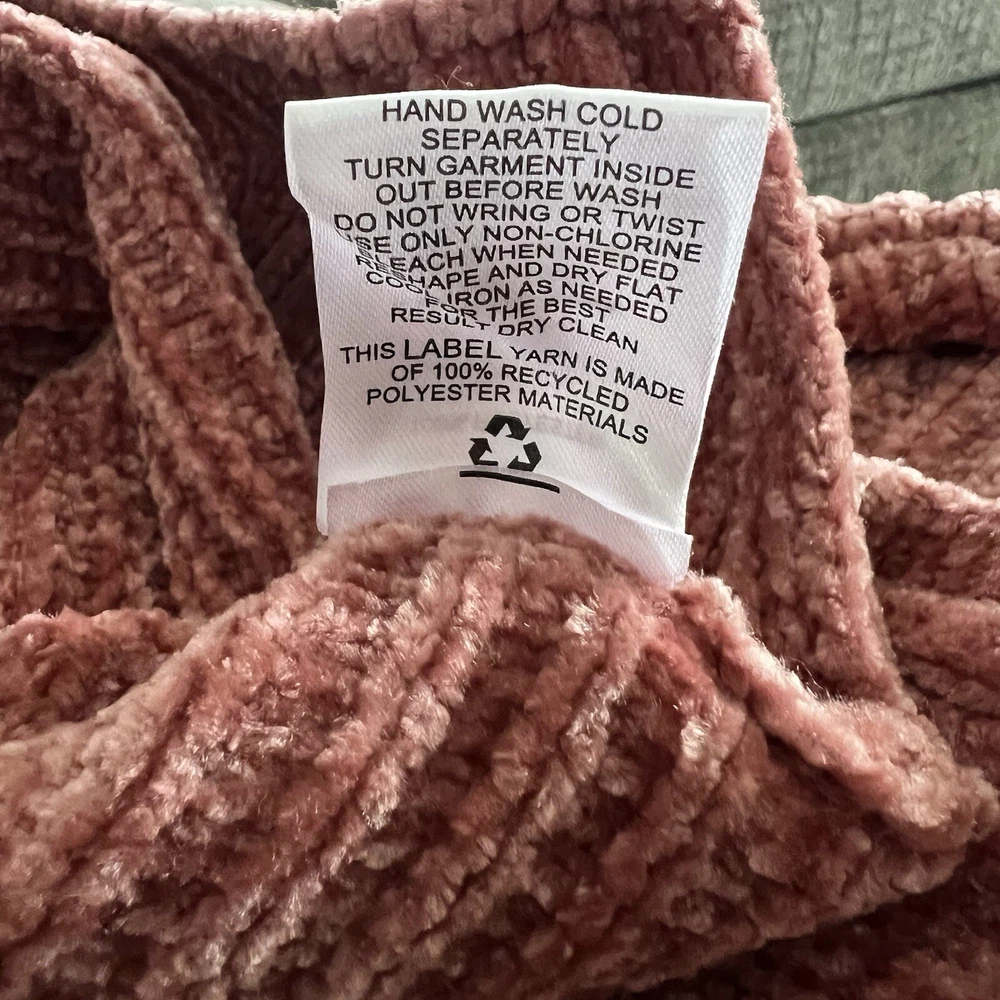 HAND WASH COLD
SEPARATELY
TURN GARMENT INSIDE
OUT BEFORE WASH
DO NOT WRING OR TWIST
USE ONLY NON-CHLORINE
BLEACH WHEN NEEDED
RESHAPE AND DRY FLAT
COOL IRON AS NEEDED
FOR THE BEST
RESULT DRY CLEAN
THIS LABEL YARN IS MADE
OF 100% RECYCLED
POLYESTER MATERIALS